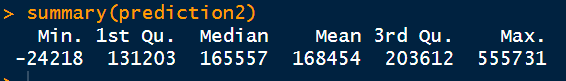 > summary(prediction2)
Min. 1st Qu. Median Mean 3rd Qu. Max.
-24218 131203 165557 168454 203612 555731
>